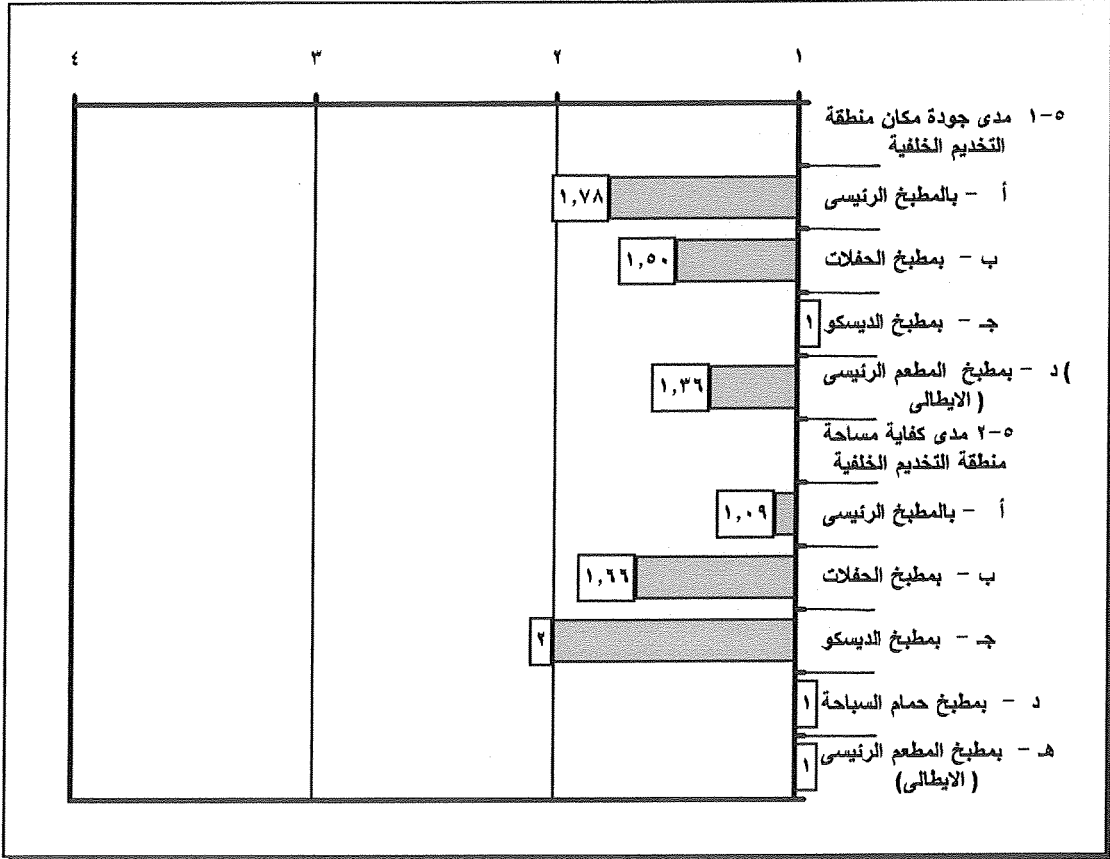 ١ ٢ ٣ ٤
٥-١ مدى جودة مكان منطقة
التخديم الخلفية
أ - بالمطبخ الرئيسى
١,٧٨
ب - بمطبخ الحفلات
١,٥٠
جـ - بمطبخ الديسكو
١
د - بمطبخ المطعم الرئيسى (
( الايطالى
١,٣٦
٥-٢ مدى كفاية مساحة
منطقة التخديم الخلفية
أ - بالمطبخ الرئيسى
١,٠٩
ب - بمطبخ الحفلات
١,٦٦
جـ - بمطبخ الديسكو
٢
د - بمطبخ حمام السباحة
١
هـ - بمطبخ المطعم الرئيسى
( الايطالى)
١